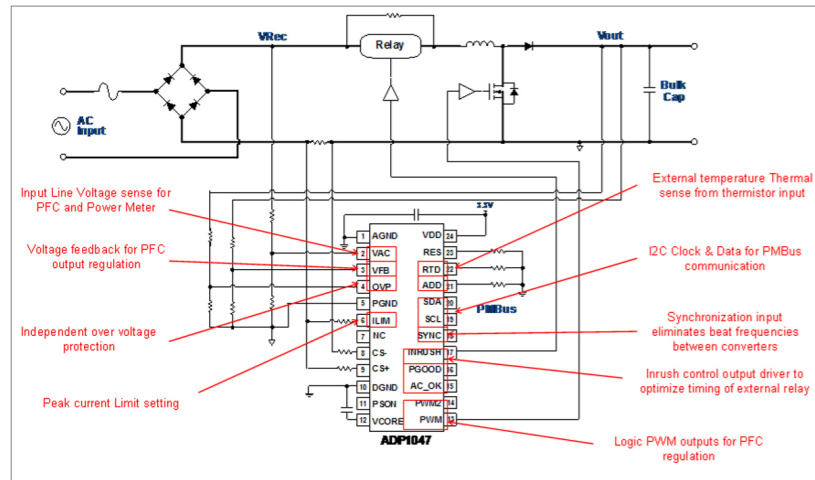 VRec
Relay
Vout
Bulk
Cap
AC
Input
Input Line Voltage sense for
PFC and Power Meter
External temperature Thermal
sense from thermistor input
3.3V
Voltage feedback for PFC
output regulation
I2C Clock & Data for PMBus
communication
PMBus
Independent over voltage
protection
Synchronization input
eliminates beat frequencies
between converters
Inrush control output driver to
optimize timing of external relay
Peak current Limit setting
Logic PWM outputs for PFC
regulation
1 AGND VDD 24
2 VAC RES 23
3 VFB RTD 22
4 OVP ADD 21
5 PGND SDA 20
6 ILIM SCL 19
7 NC SYNC 18
8 CS- INRUSH 17
9 CS+ PGOOD 16
10 DGND AC_OK 15
11 PSON PWM2 14
12 VCORE PWM 13
ADP1047